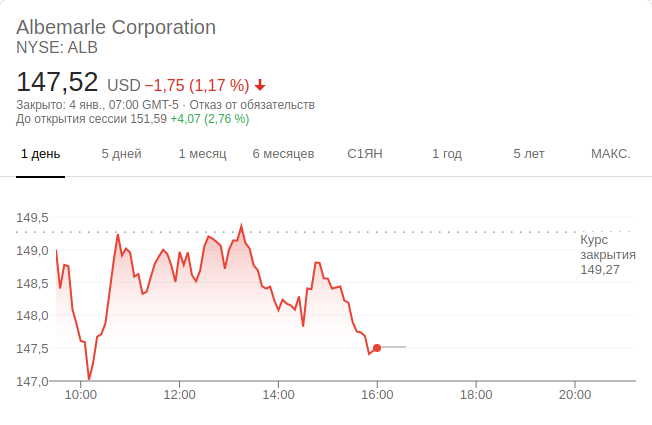 Albemarle Corporation
NYSE: ALB
147,52 USD −1,75 (1,17 %)
Закрыто: 4 янв., 07:00 GMT-5 · Отказ от обязательств
До открытия сессии 151,59 +4,07 (2,76 %)
1 день 5 дней 1 месяц 6 месяцев С1ЯН 1 год 5 лет МАКС.
149,5
Курс
149,0
закрытия
149,27
148,5
148,0
147,5
147,0
10:00 12:00 14:00 16:00 18:00 20:00